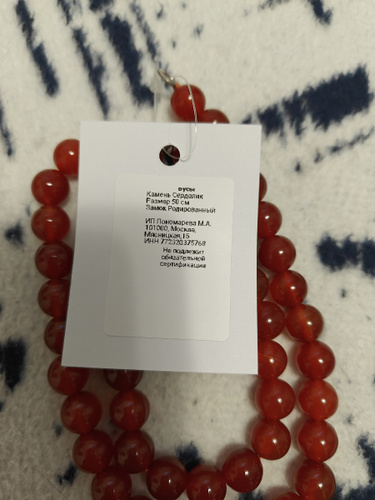 Бусы
Камень Сердолик
Размер 50 см
Замок Родированный
ИП Пономарева М.А.
101000, Москва,
Мясницкая,15
ИНН 772320375768
Не подлежит
обязательной
сертификации